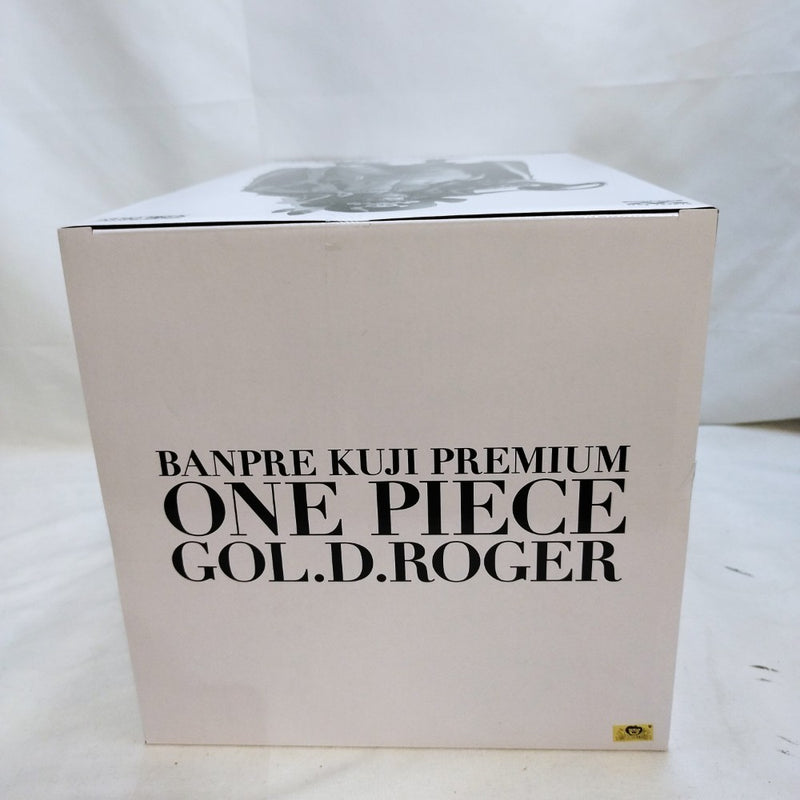 BANPRE KUJI PREMIUM
ONE PIECE
GOL.D.ROGER